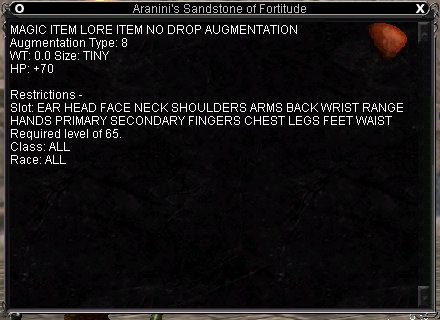 Aranini's Sandstone of Fortitude
MAGIC ITEM LORE ITEM NO DROP AUGMENTATION
Augmentation Type: 8
WT: 0.0 Size: TINY
HP: +70
Restrictions -
Slot: EAR HEAD FACE NECK SHOULDERS ARMS BACK WRIST RANGE
HANDS PRIMARY SECONDARY FINGERS CHEST LEGS FEET WAIST
Required level of 65.
Class: ALL
Race: ALL